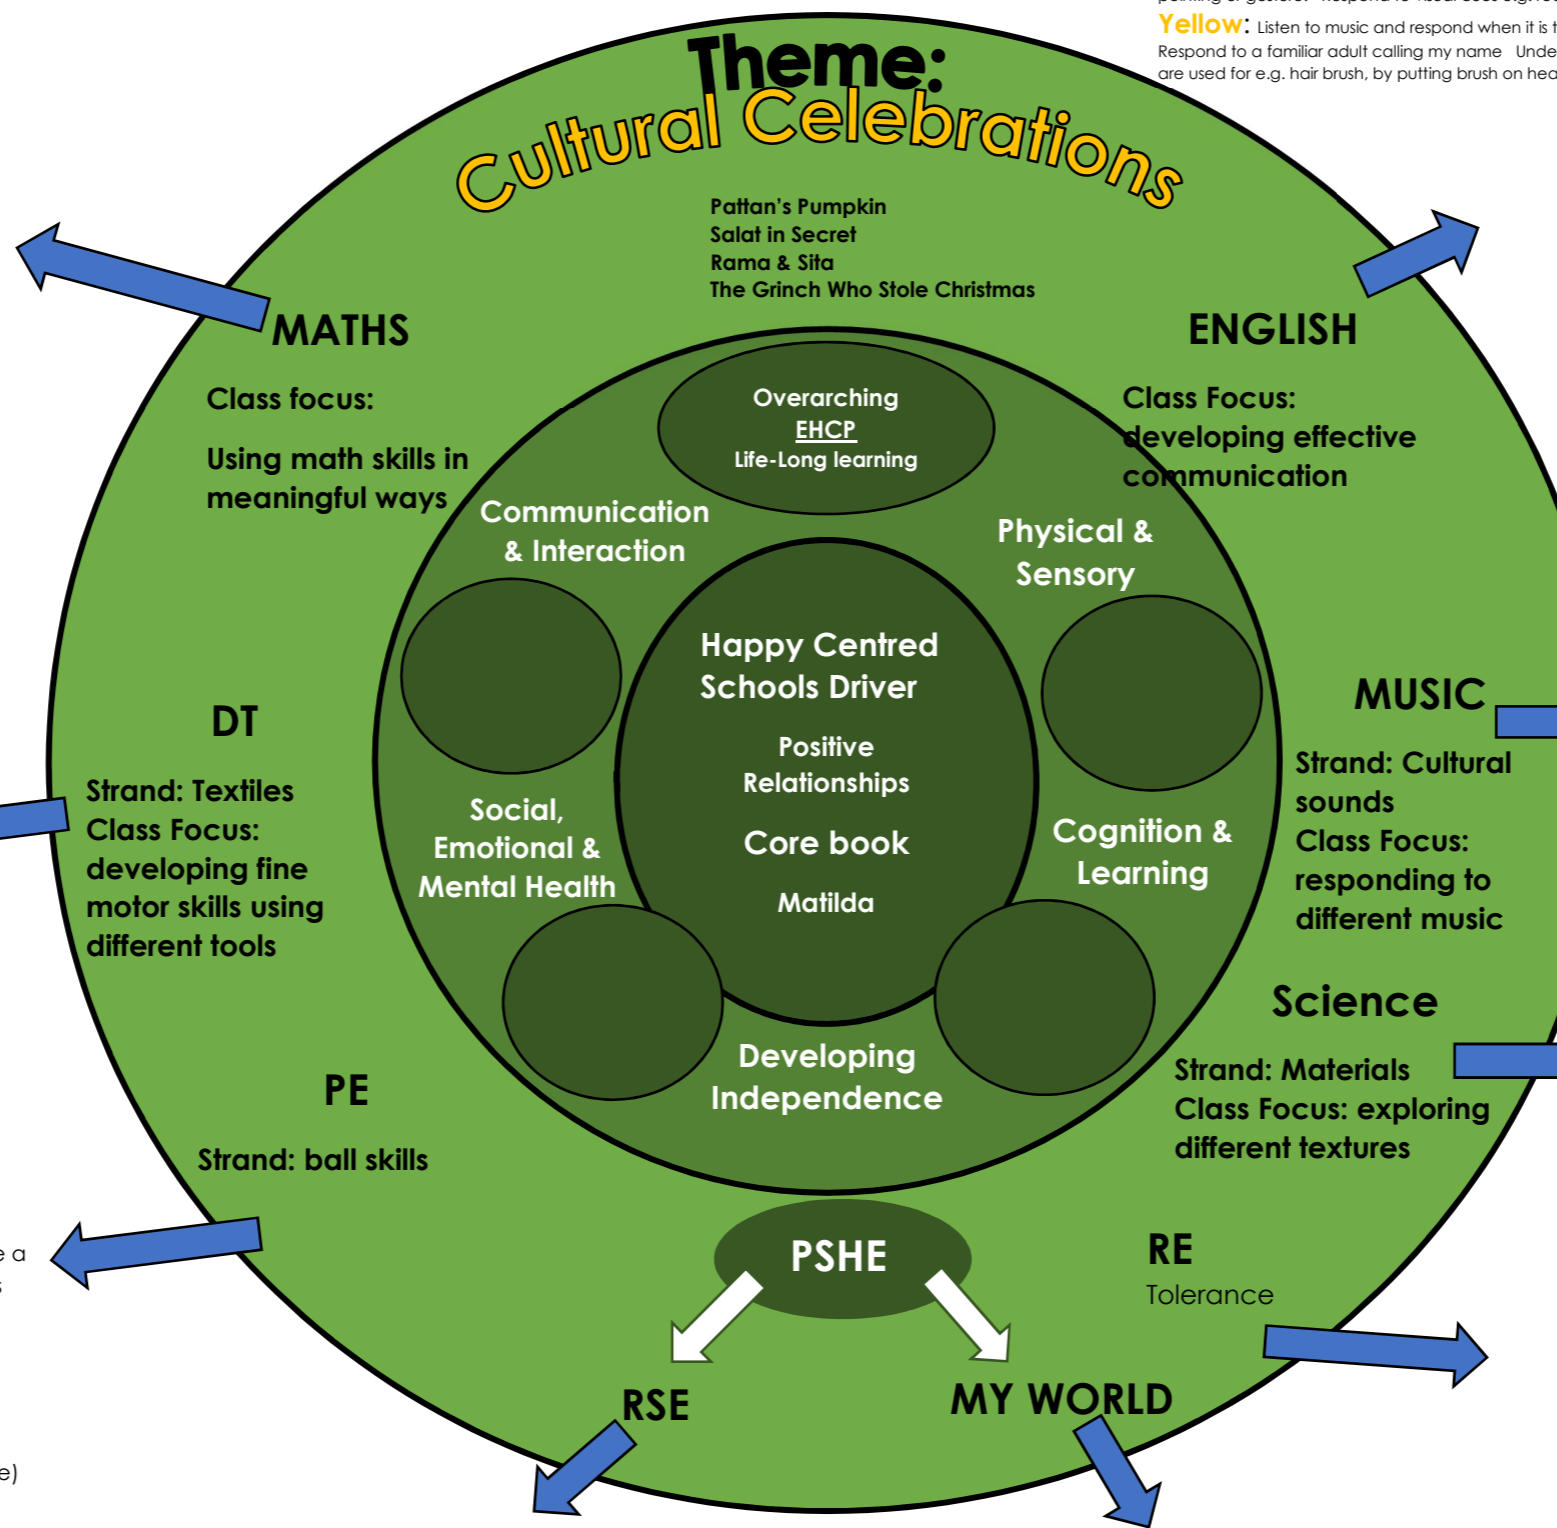 Yellow: Listen to music and respond when it is t
Respond to a familiar adult calling my name Unde
are used for e.g. hair brush, by putting brush on hea
Theme:
Cultural Celebrations
Pattan's Pumpkin
Salat in Secret
Rama & Sita
The Grinch Who Stole Christmas
MATHS
Class focus:
Using math skills in
meaningful ways
ENGLISH
Class Focus:
developing effective
communication
Overarching
EHCP
Life-Long learning
Communication
& Interaction
Physical &
Sensory
Happy Centred
Schools Driver
Positive
Relationships
Core book
Matilda
DT
Strand: Textiles
Class Focus:
developing fine
motor skills using
different tools
Social,
Emotional &
Mental Health
Cognition &
Learning
MUSIC
Strand: Cultural
sounds
Class Focus:
responding to
different music
Science
Strand: Materials
Class Focus: exploring
different textures
Developing
Independence
PE
Strand: ball skills
e a
s
PSHE
RE
Tolerance
RSE
MY WORLD
e)